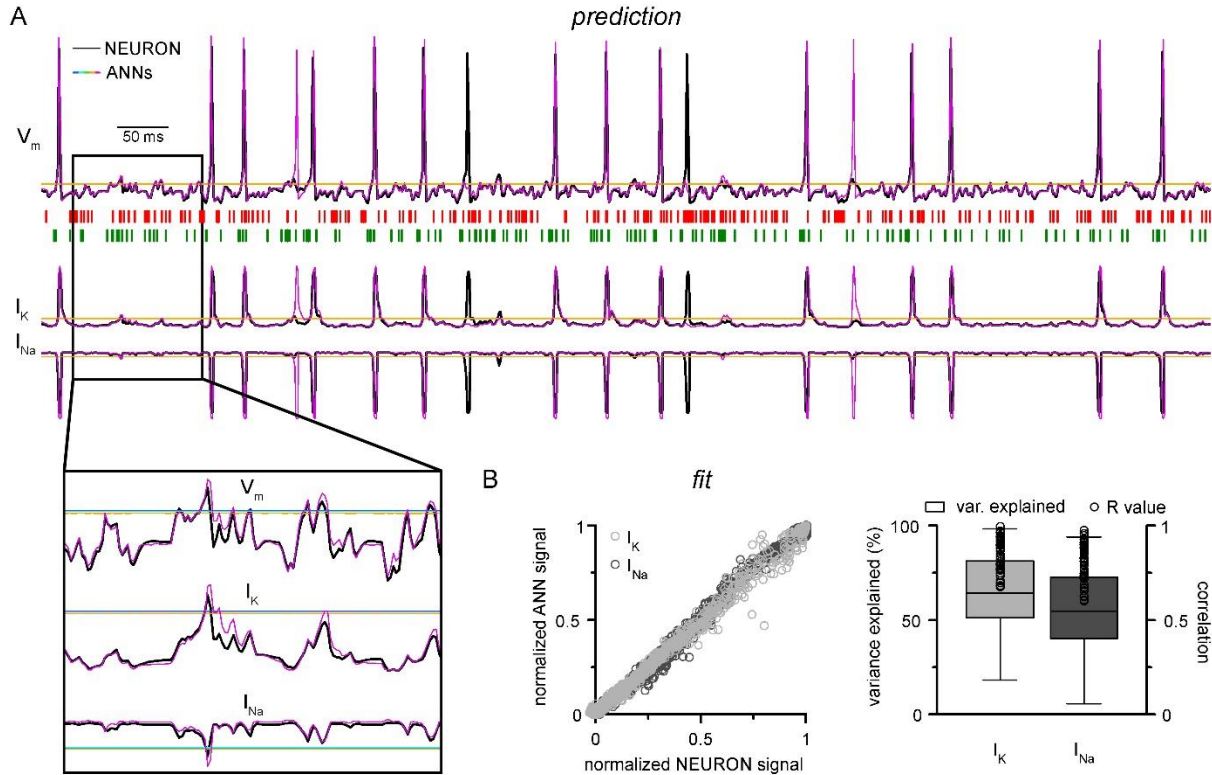 A
prediction
NEURON
ANNs
50 ms
Vm
IK
INa
Vm
IK
INa
B
fit
normalized ANN signal
1
0.5
0
IK
INa
0
0.5
1
normalized NEURON signal
var. explained
R value
variance explained (%)
100
50
0
1
0.5
0
correlation
IK
INa